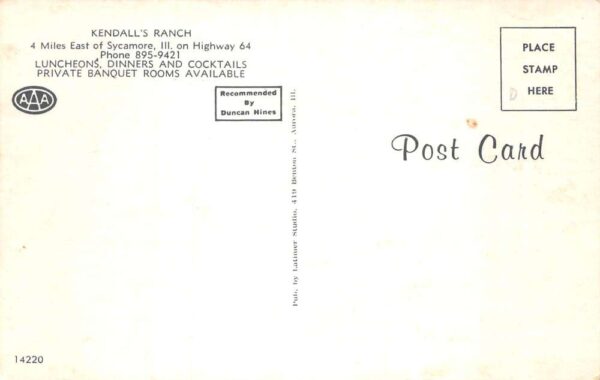 KENDALL'S RANCH
4 Miles East of Sycamore, Ill. on Highway 64
Phone 895-9421
LUNCHEONS, DINNERS AND COCKTAILS
PRIVATE BANQUET ROOMS AVAILABLE
AAA
Recommended
By
Duncan Hines
Pub. by Latimer Studio, 419 Benton St., Aurora, Ill.
PLACE
STAMP
HERE
D
Post Card
14220